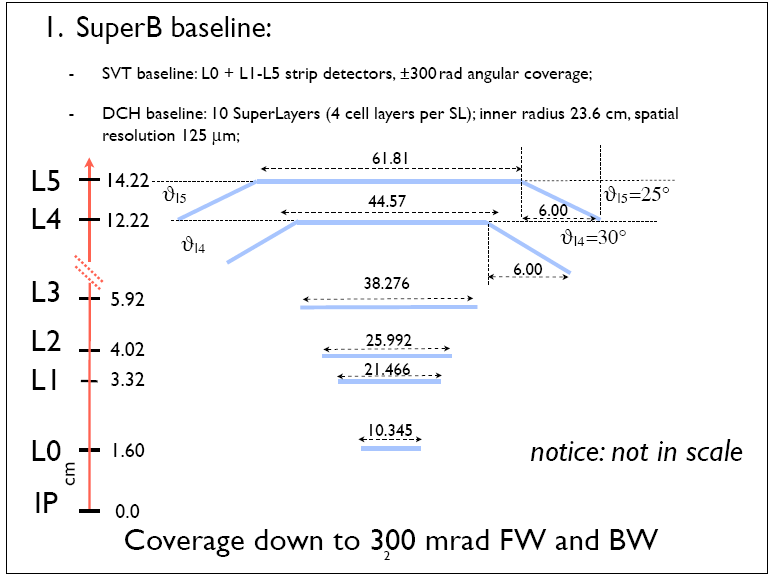 1. SuperB baseline:
- SVT baseline: L0 + L1-L5 strip detectors, ±300 rad angular coverage;
- DCH baseline: 10 SuperLayers (4 cell layers per SL); inner radius 23.6 cm, spatial
resolution 125 μm;
61.81
L5 14.22 ϑl5 ϑl5=25°
44.57 6.00
L4 12.22
ϑl4 ϑl4=30°
6.00
L3 5.92 38.276
L2 4.02 25.992
L1 3.32 21.466
10.345
L0 1.60 notice: not in scale
cm
IP 0.0
Coverage down to 300 mrad FW and BW
2